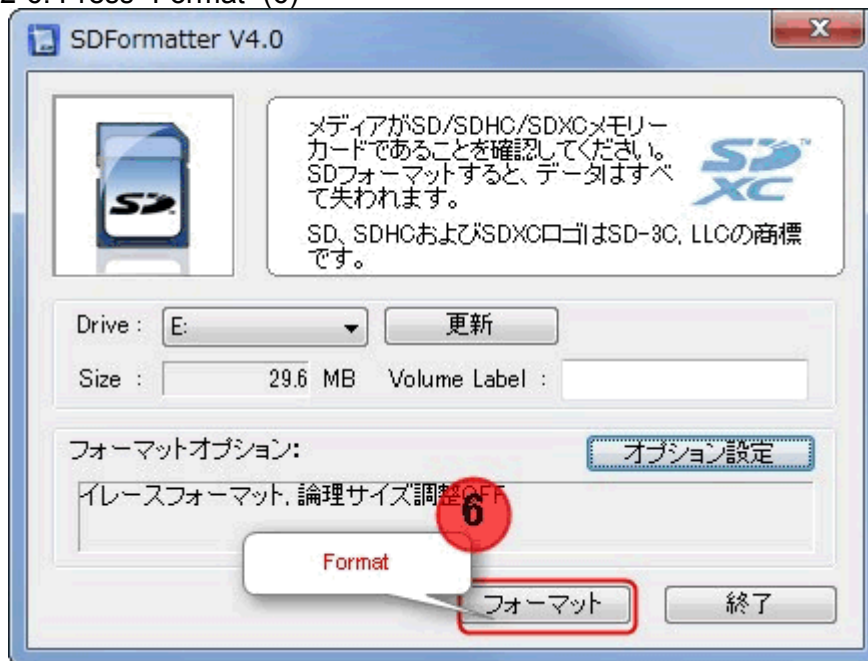 2-6. Press "Format" (6)
SDFormatter V4.0
メディアがSD/SDHC/SDXCメモリー
カードであることを確認してください。
SDフォーマットすると、データはすべ
て失われます。
SD、SDHCおよびSDXCロゴはSD-3C, LLCの商標
です。
SD
XC
SD
Drive : E: 更新
Size : 29.6 MB Volume Label :
フォーマットオプション: オプション設定
イレースフォーマット, 論理サイズ調整OFF
6
Format
フォーマット 終了